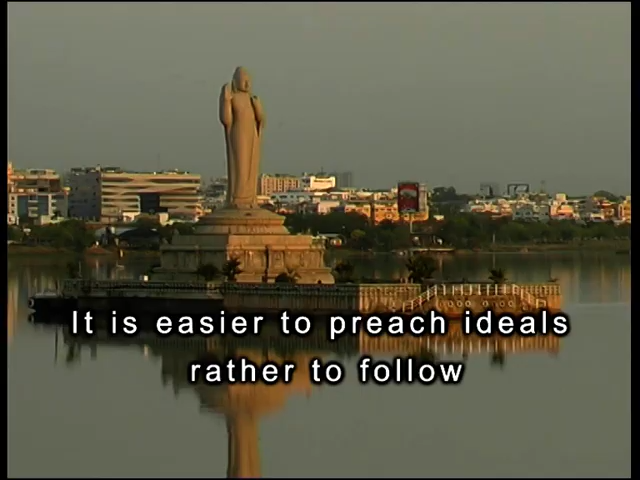 It is easier to preach ideals
rather to follow